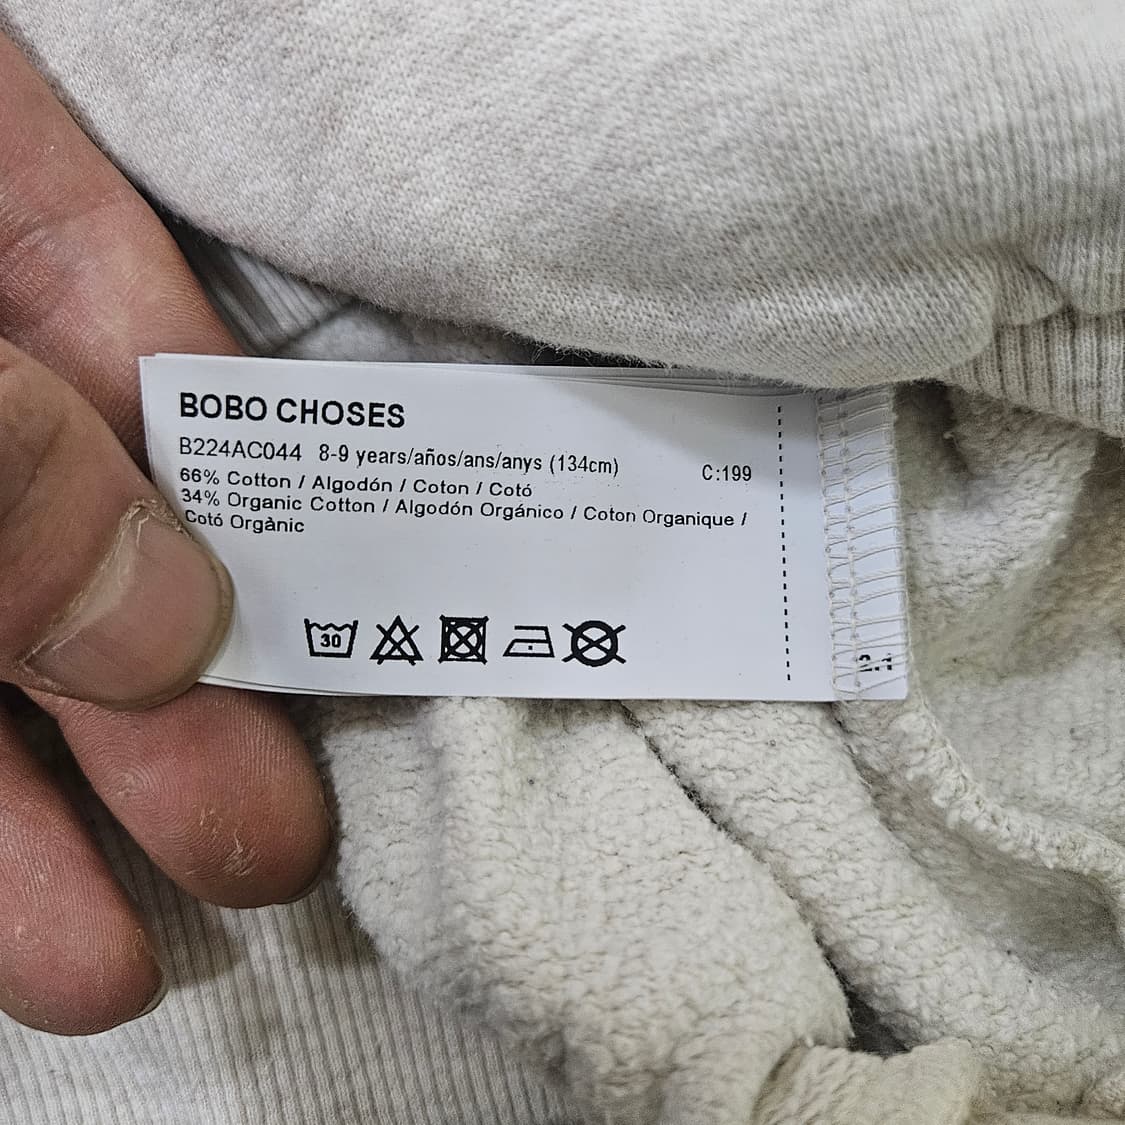 BOBO CHOSES
B224AC044 8-9 years/años/ans/anys (134cm) C:199
66% Cotton / Algodón / Coton / Cotó
34% Organic Cotton / Algodón Orgánico / Coton Organique /
Cotó Orgànic
30